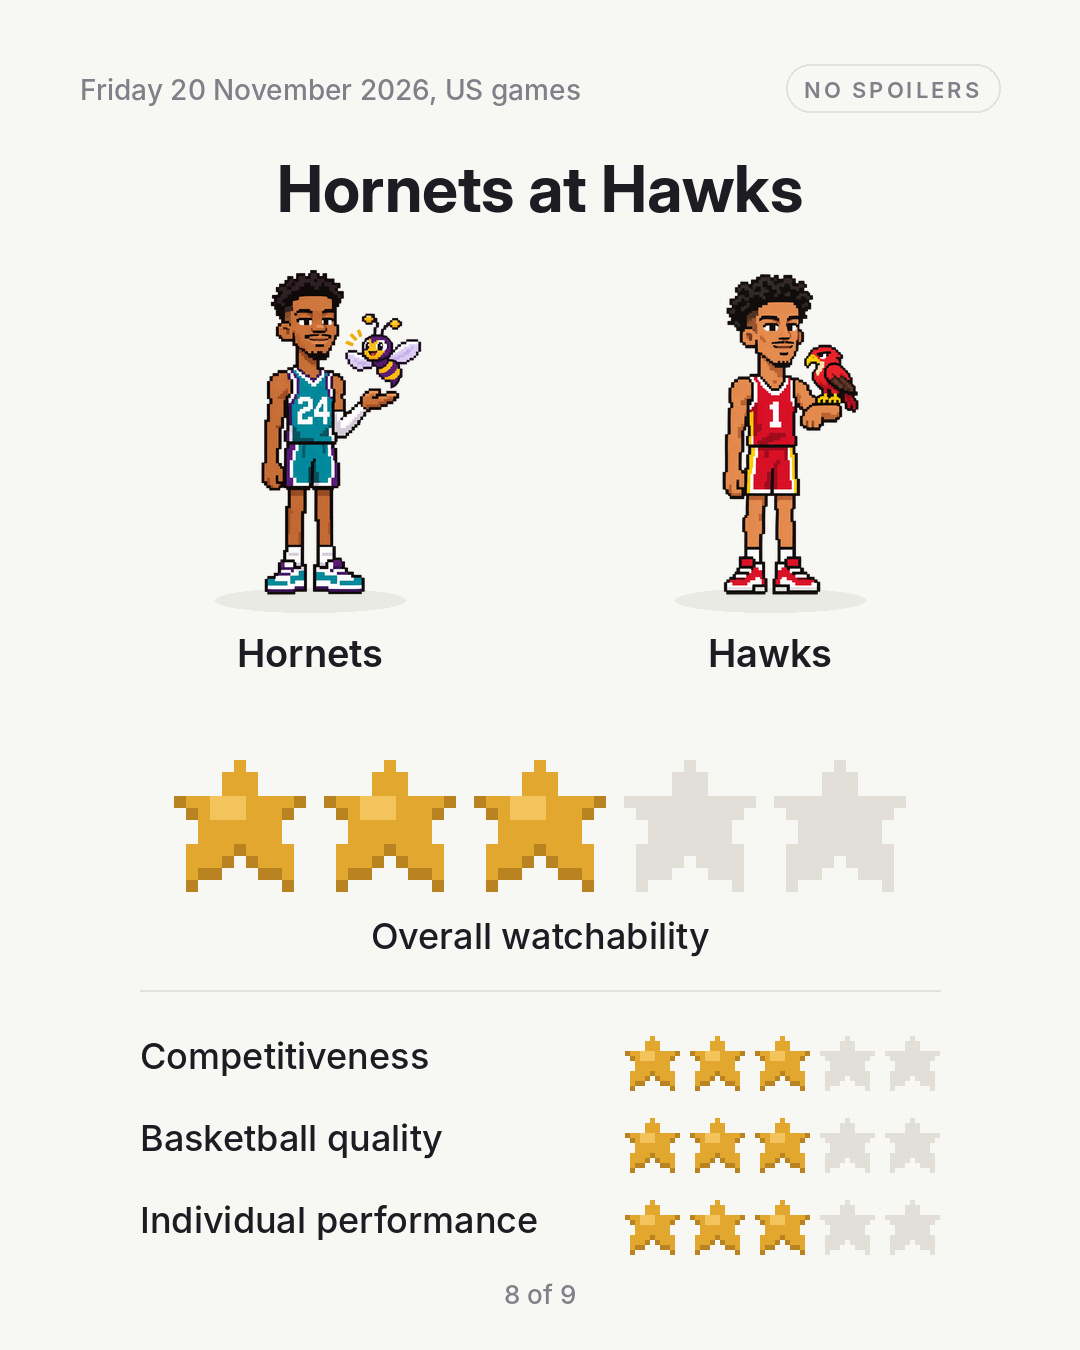 Friday 20 November 2026, US games
NO SPOILERS
Hornets at Hawks
24
1
Hornets
Hawks
Overall watchability
Competitiveness
Basketball quality
Individual performance
8 of 9